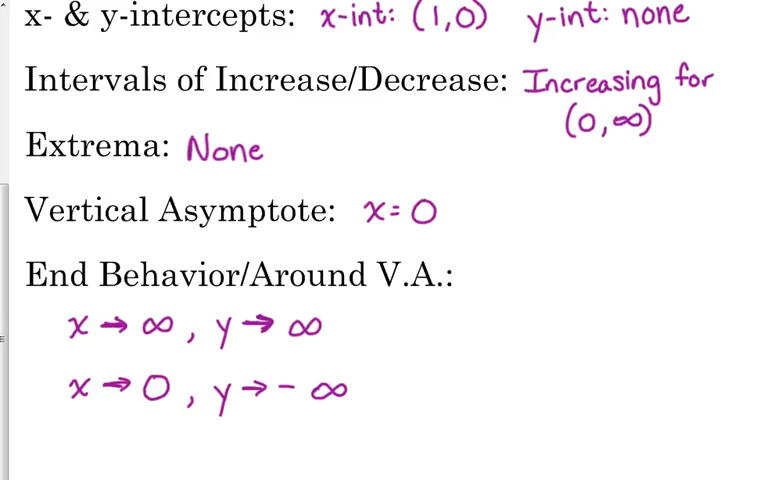 x- & y-intercepts: x-int: (1,0) y-int: none
Intervals of Increase/Decrease: Increasing for
(0,∞)
Extrema: None
Vertical Asymptote: x=0
End Behavior/Around V.A.:
x→∞, y→∞
x→0, y→-∞